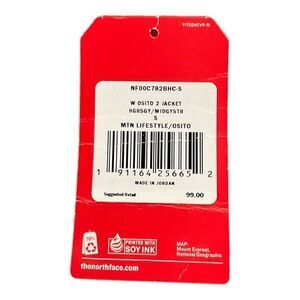 NF00C782BHC-S
W OSITO 2 JACKET
HGRSGY/MIDGYSTR
S
MTN LIFESTYLE/OSITO
1 91164 25665 2
MADE IN JORDAN
Suggested Retail 99.00
PRINTED WITH
SOY INK
MAP:
Mount Everest,
National Geographic
thenorthface.com